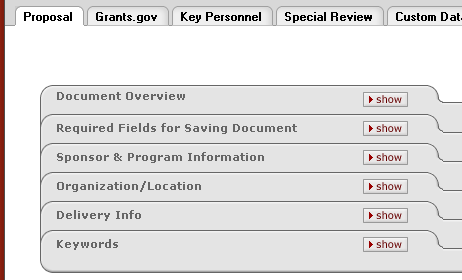 Proposal Grants.gov Key Personnel Special Review Custom Dat
Document Overview show
Required Fields for Saving Document show
Sponsor & Program Information show
Organization/Location show
Delivery Info show
Keywords show